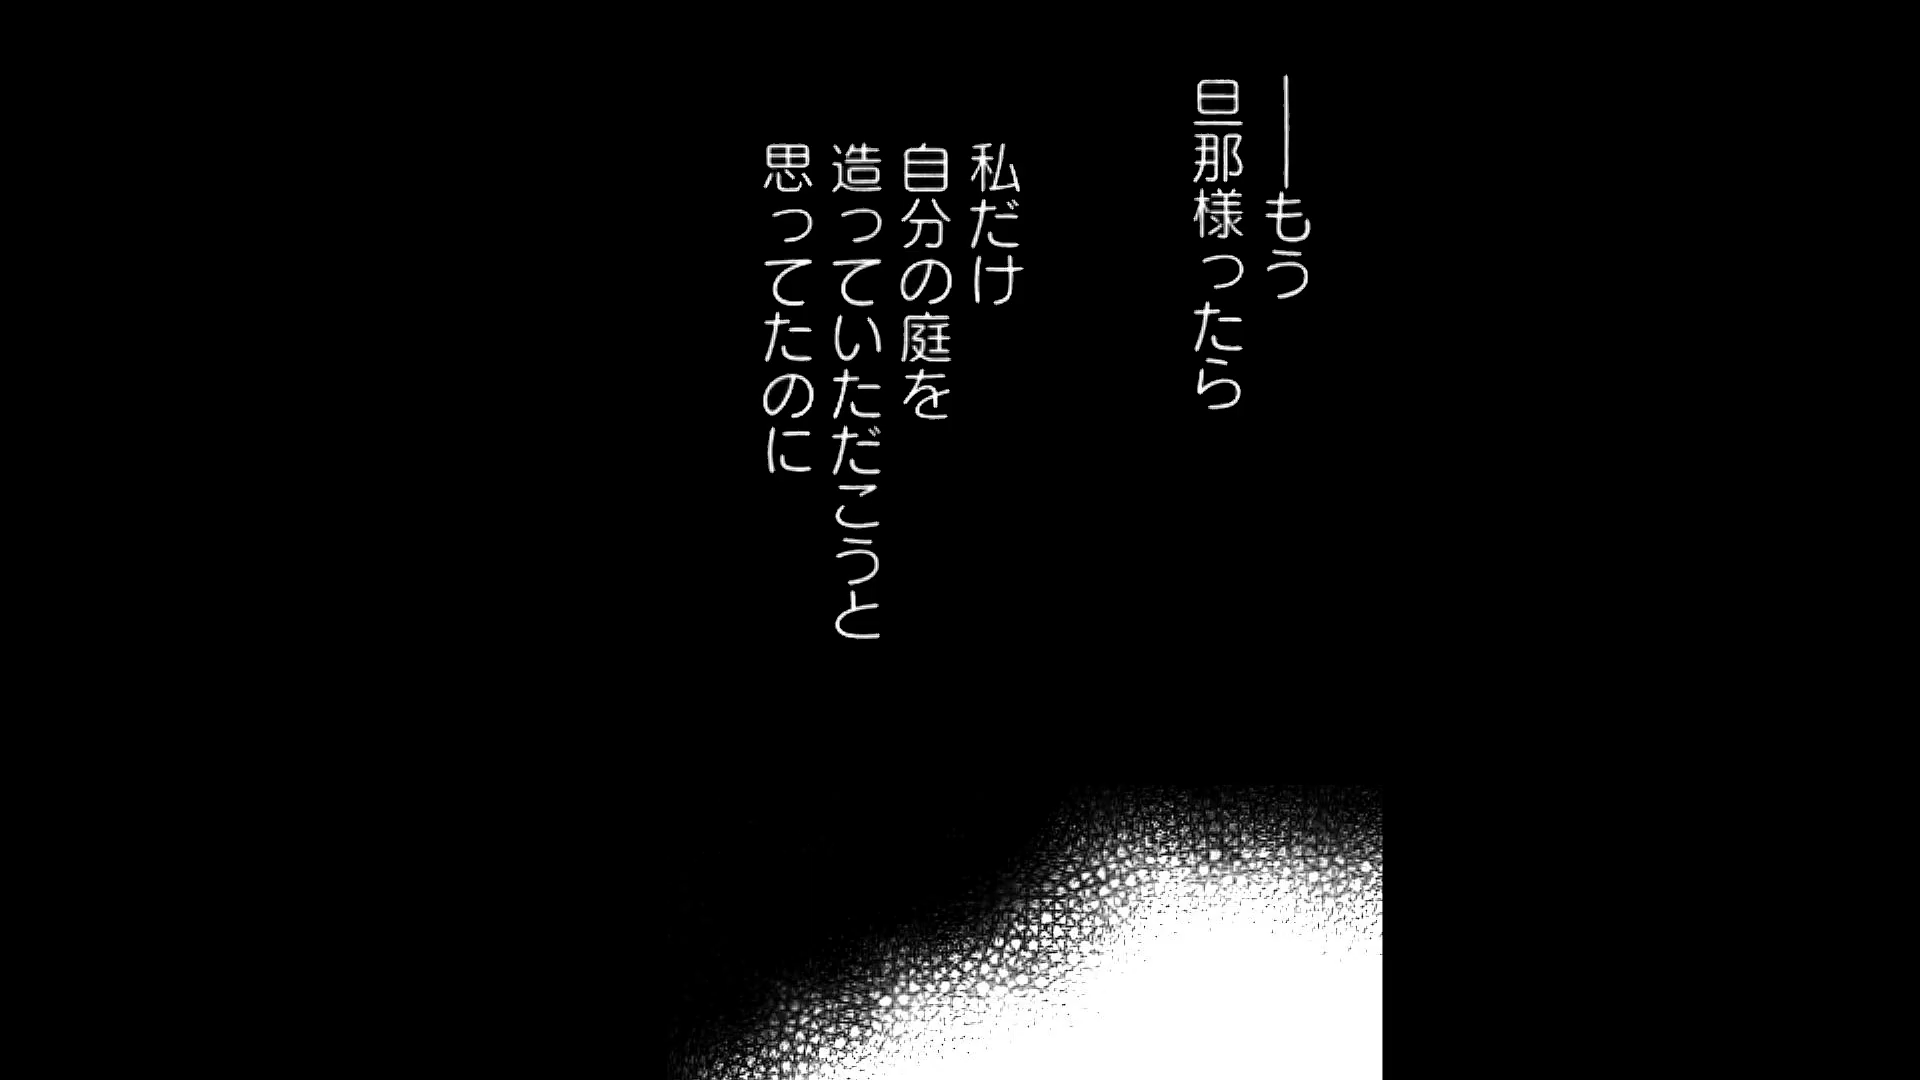 ――もう
旦那様ったら
私だけ
自分の庭を
造っていただこうと
思ってたのに